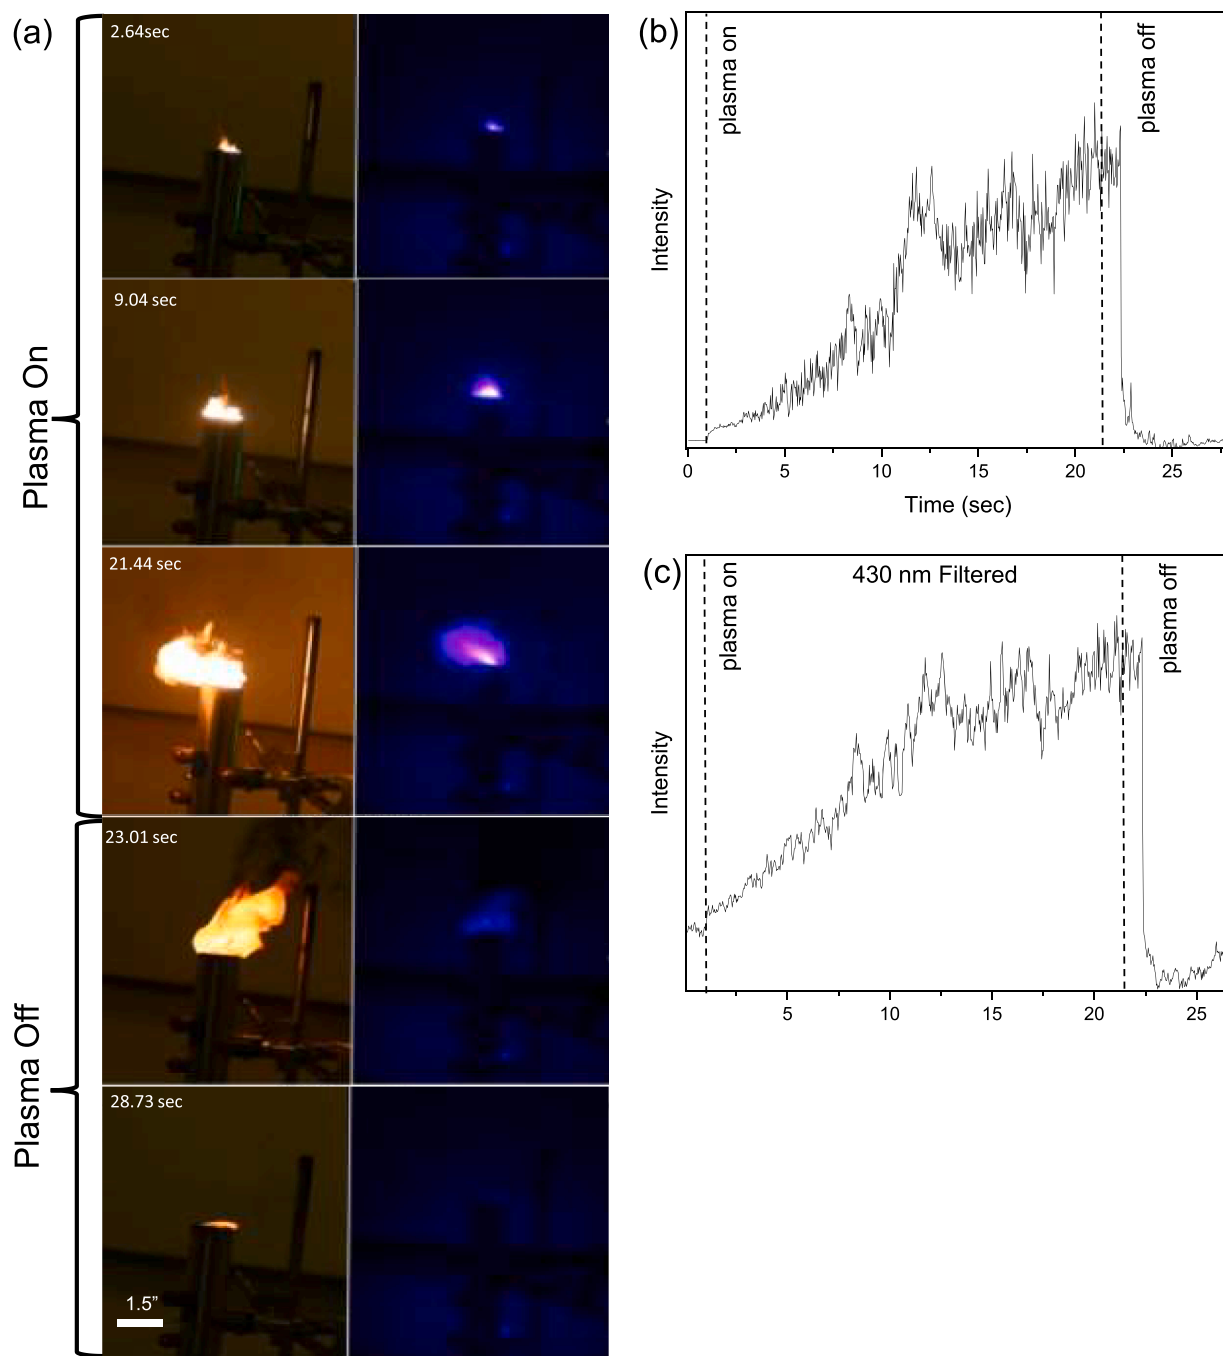 (a)
Plasma On
2.64sec
9.04 sec
21.44 sec
Plasma Off
23.01 sec
28.73 sec
1.5”
(b)
plasma on
plasma off
Intensity
0 5 10 15 20 25
Time (sec)
(c)
430 nm Filtered
plasma on
plasma off
Intensity
5 10 15 20 25